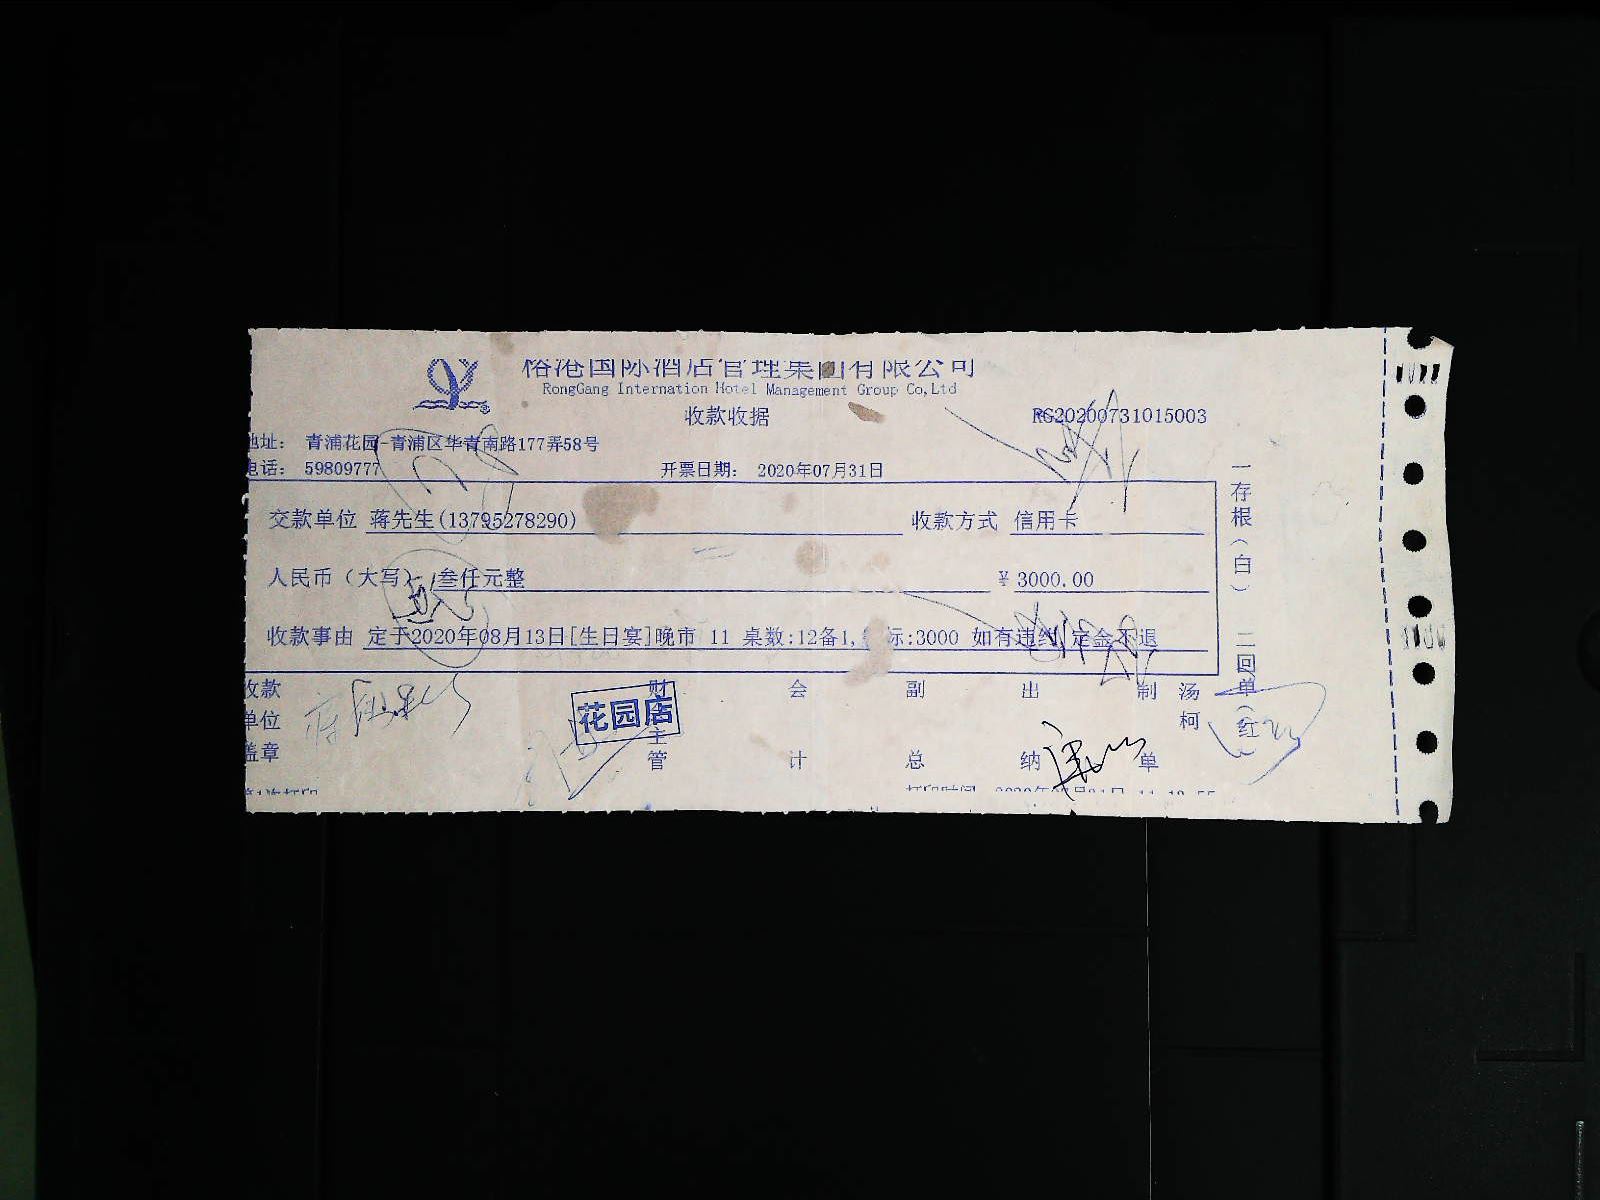 榕港国际酒店管理集团有限公司
RongGang Internation Hotel Management Group Co,Ltd
收款收据 RG20200731015003
地址： 青浦花园-青浦区华青南路177弄58号
电话： 59809777 开票日期： 2020年07月31日
交款单位 蒋先生(13795278290) 收款方式 信用卡
人民币（大写） 叁仟元整 ￥3000.00
收款事由 定于2020年08月13日[生日宴]晚市 11 桌数:12备1, 标:3000 如有违约 定金不退
收款单位盖章
花园店
财主管
会计
副总
出纳
制单
汤柯
一存根（白） 二回单（红）